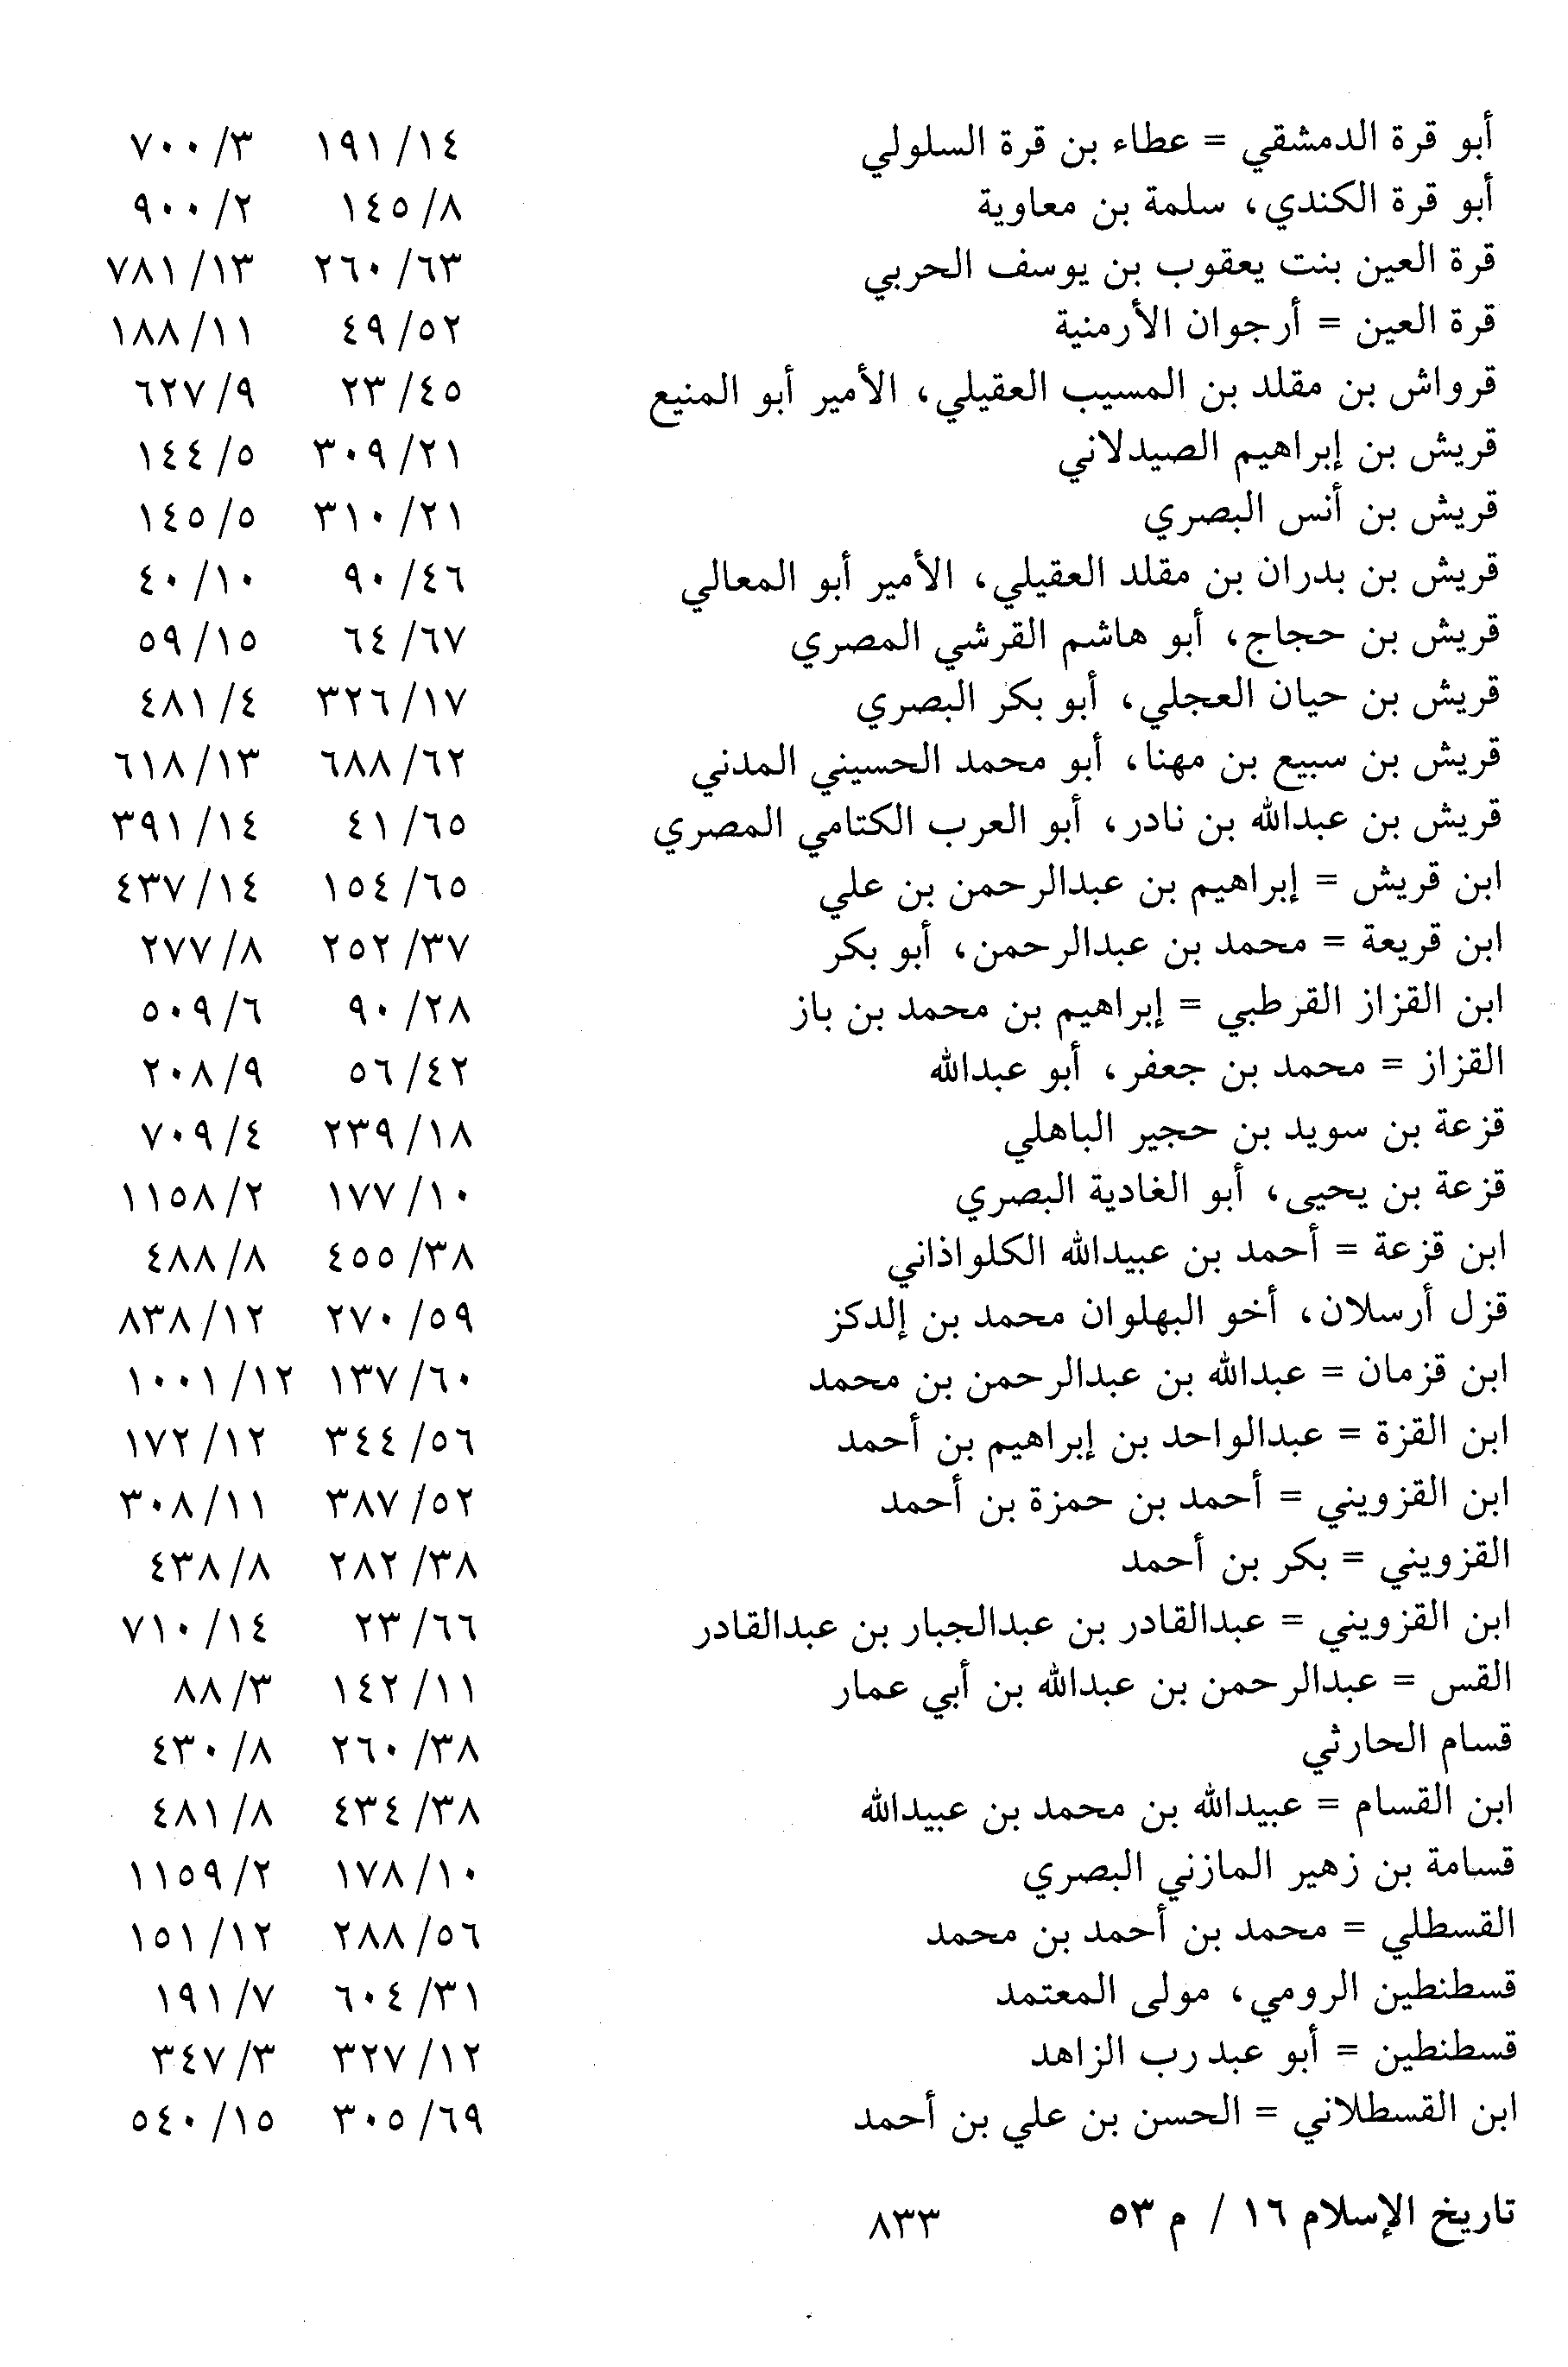 أبو قرة الدمشقي = عطاء بن قرة السلولي ١٩١/١٤ ٧٠٠/٣
أبو قرة الكندي، سلمة بن معاوية ١٤٥/٨ ٩٠٠/٢
قرة العين بنت يعقوب بن يوسف الحربي ٢٦٠/٦٣ ٧٨١/١٣
قرة العين = أرجوان الأرمنية ٤٩/٥٢ ١٨٨/١١
قرواش بن مقلد بن المسيب العقيلي، الأمير أبو المنيع ٢٣/٤٥ ٦٢٧/٩
قريش بن إبراهيم الصيدلاني ٣٠٩/٢١ ١٤٤/٥
قريش بن أنس البصري ٣١٠/٢١ ١٤٥/٥
قريش بن بدران بن مقلد العقيلي، الأمير أبو المعالي ٩٠/٤٦ ٤٠/١٠
قريش بن حجاج، أبو هاشم القرشي المصري ٦٤/٦٧ ٥٩/١٥
قريش بن حيان العجلي، أبو بكر البصري ٣٢٦/١٧ ٤٨١/٤
قريش بن سبيع بن مهنا، أبو محمد الحسيني المدني ٦٨٨/٦٢ ٦١٨/١٣
قريش بن عبدالله بن نادر، أبو العرب الكتامي المصري ٤١/٦٥ ٣٩١/١٤
ابن قريش = إبراهيم بن عبدالرحمن بن علي ١٥٤/٦٥ ٤٣٧/١٤
ابن قريعة = محمد بن عبدالرحمن، أبو بكر ٢٥٢/٣٧ ٢٧٧/٨
ابن القزاز القرطبي = إبراهيم بن محمد بن باز ٩٠/٢٨ ٥٠٩/٦
القزاز = محمد بن جعفر، أبو عبدالله ٥٦/٤٢ ٢٠٨/٩
قزعة بن سويد بن حجير الباهلي ٢٣٩/١٨ ٧٠٩/٤
قزعة بن يحيى، أبو الغادية البصري ١٧٧/١٠ ١١٥٨/٢
ابن قزعة = أحمد بن عبيدالله الكلواذاني ٤٥٥/٣٨ ٤٨٨/٨
قزل أرسلان، أخو البهلوان محمد بن إلدكز ٢٧٠/٥٩ ٨٣٨/١٢
ابن قزمان = عبدالله بن عبدالرحمن بن محمد ١٣٧/٦٠ ١٠٠١/١٢
ابن القزة = عبدالواحد بن إبراهيم بن أحمد ٣٤٤/٥٦ ١٧٢/١٢
ابن القزويني = أحمد بن حمزة بن أحمد ٣٨٧/٥٢ ٣٠٨/١١
القزويني = بكر بن أحمد ٢٨٢/٣٨ ٤٣٨/٨
ابن القزويني = عبدالقادر بن عبدالجبار بن عبدالقادر ٢٣/٦٦ ٧١٠/١٤
القس = عبدالرحمن بن عبدالله بن أبي عمار ١٤٢/١١ ٨٨/٣
قسام الحارثي ٢٦٠/٣٨ ٤٣٠/٨
ابن القسام = عبيدالله بن محمد بن عبيدالله ٤٣٤/٣٨ ٤٨١/٨
قسامة بن زهير المازني البصري ١٧٨/١٠ ١١٥٩/٢
القسطلي = محمد بن أحمد بن محمد ٢٨٨/٥٦ ١٥١/١٢
قسطنطين الرومي، مولى المعتمد ٦٠٤/٣١ ١٩١/٧
قسطنطين = أبو عبد رب الزاهد ٣٢٧/١٢ ٣٤٧/٣
ابن القسطلاني = الحسن بن علي بن أحمد ٣٠٥/٦٩ ٥٤٠/١٥
تاريخ الإسلام ١٦ / م ٥٣ ٨٣٣